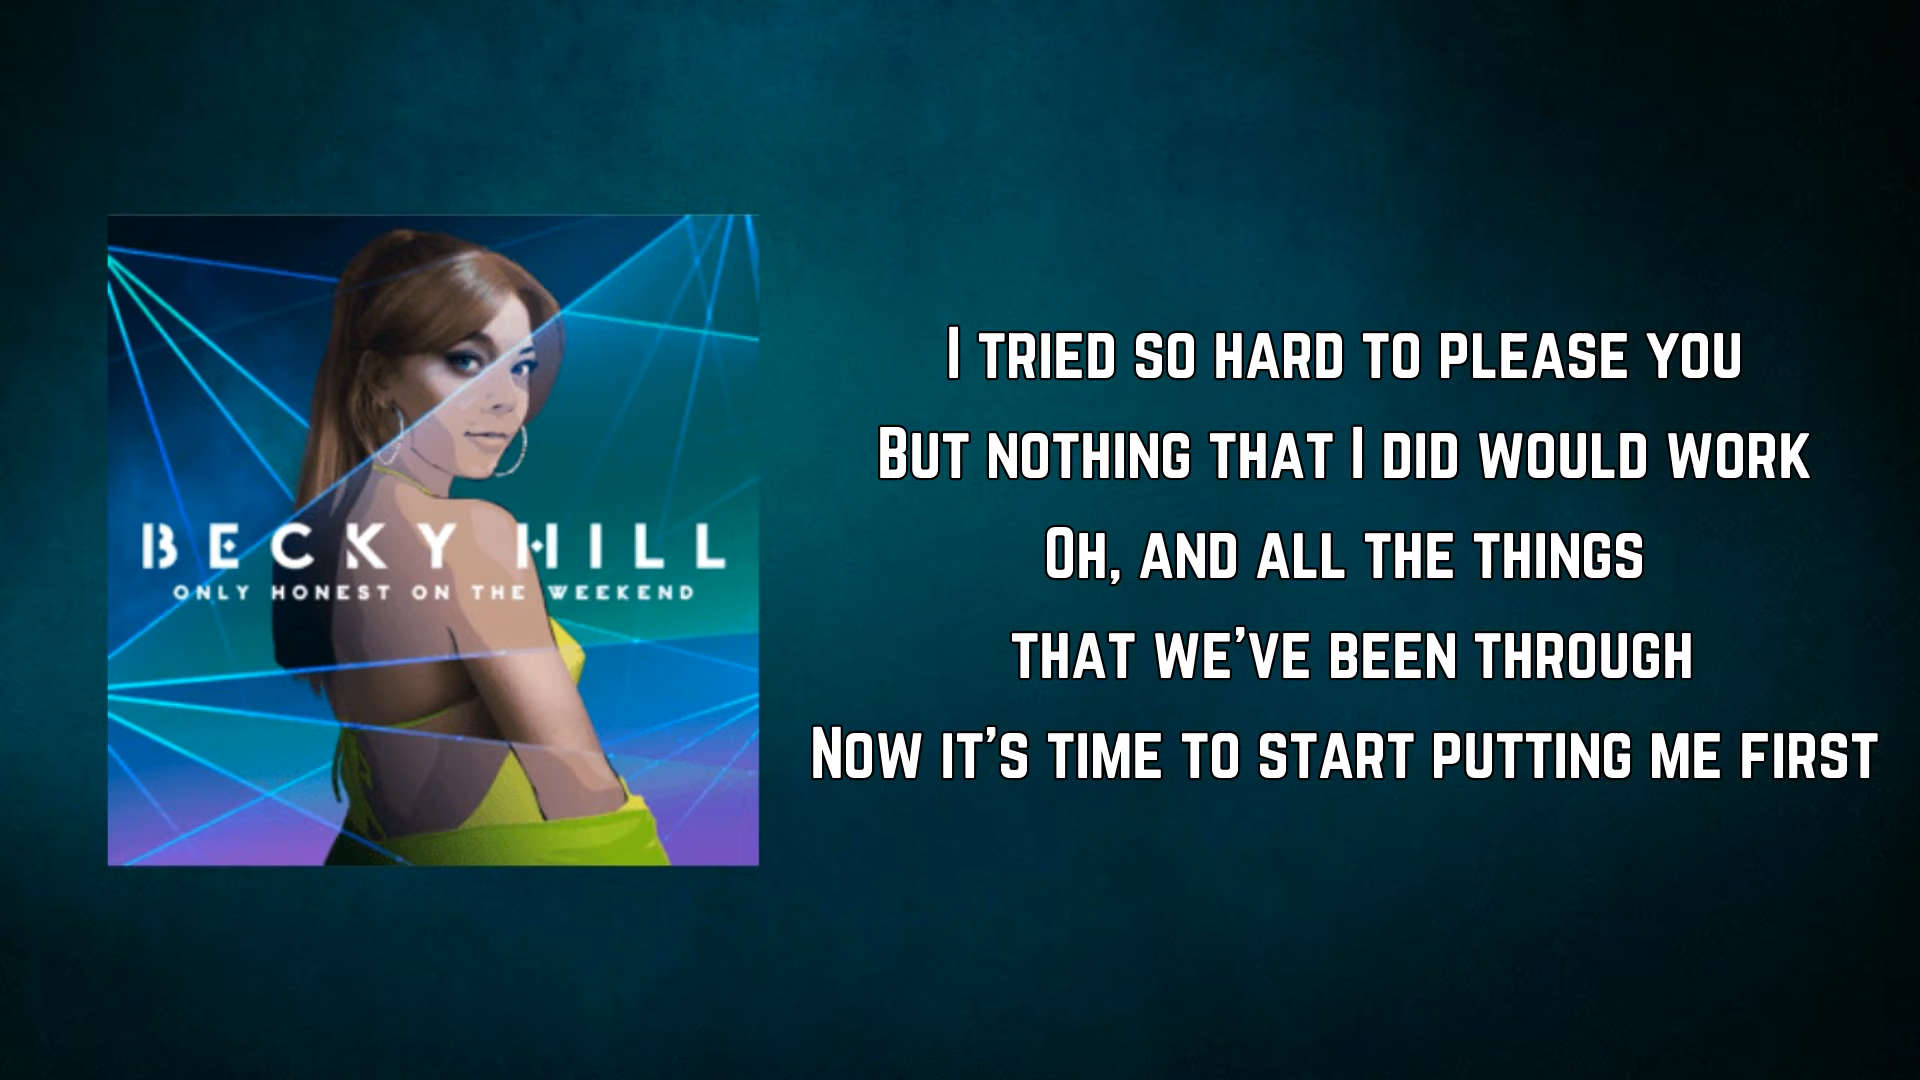 BECKY HILL
ONLY HONEST ON THE WEEKEND
I TRIED SO HARD TO PLEASE YOU
BUT NOTHING THAT I DID WOULD WORK
OH, AND ALL THE THINGS
THAT WE'VE BEEN THROUGH
NOW IT'S TIME TO START PUTTING ME FIRST